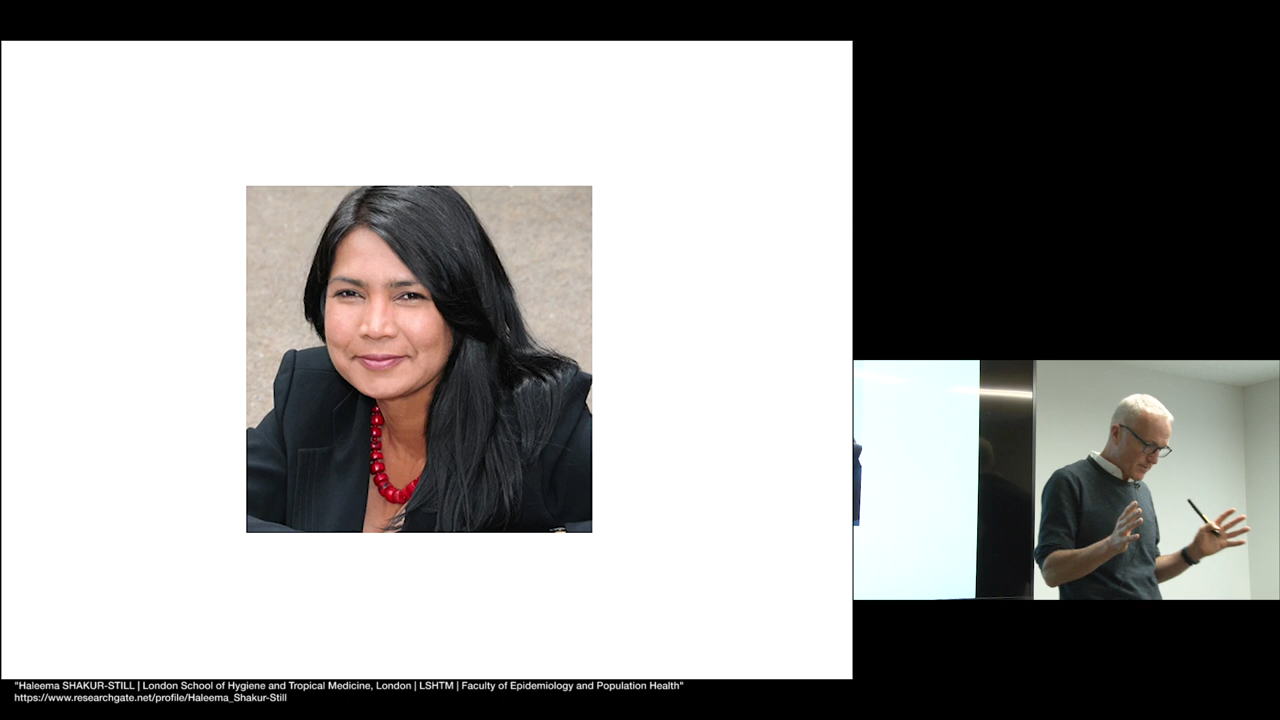 "Haleema SHAKUR-STILL | London School of Hygiene and Tropical Medicine, London | LSHTM | Faculty of Epidemiology and Population Health"
https://www.researchgate.net/profile/Haleema_Shakur-Still